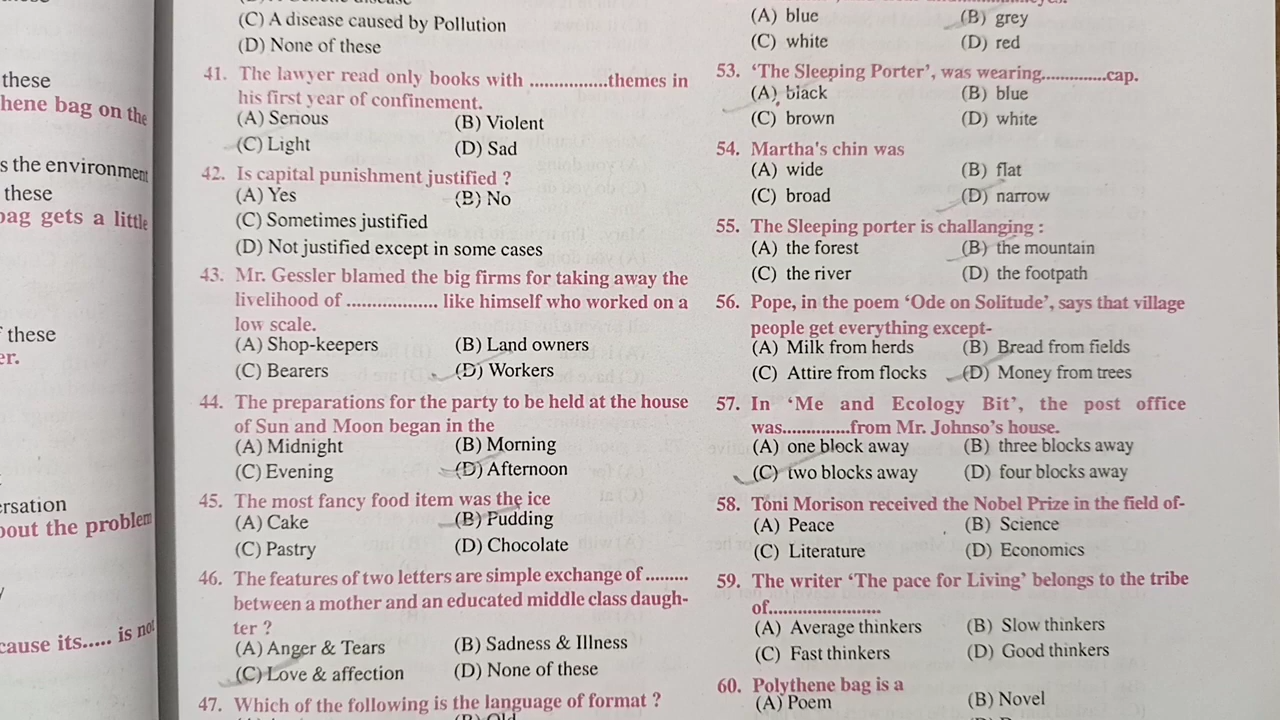 these
hene bag on the
s the environment
these
bag gets a little
these
er.
ersation
bout the problem
cause its..... is not
(C) A disease caused by Pollution
(D) None of these
41. The lawyer read only books with ...............themes in
his first year of confinement.
(A) Serious (B) Violent
(C) Light (D) Sad
42. Is capital punishment justified ?
(A) Yes (B) No
(C) Sometimes justified
(D) Not justified except in some cases
43. Mr. Gessler blamed the big firms for taking away the
livelihood of ................. like himself who worked on a
low scale.
(A) Shop-keepers (B) Land owners
(C) Bearers (D) Workers
44. The preparations for the party to be held at the house
of Sun and Moon began in the
(A) Midnight (B) Morning
(C) Evening (D) Afternoon
45. The most fancy food item was the ice
(A) Cake (B) Pudding
(C) Pastry (D) Chocolate
46. The features of two letters are simple exchange of .........
between a mother and an educated middle class daugh-
ter ?
(A) Anger & Tears (B) Sadness & Illness
(C) Love & affection (D) None of these
47. Which of the following is the language of format ?
(B) Old
(A) blue (B) grey
(C) white (D) red
53. ‘The Sleeping Porter’, was wearing.............cap.
(A) black (B) blue
(C) brown (D) white
54. Martha's chin was
(A) wide (B) flat
(C) broad (D) narrow
55. The Sleeping porter is challanging :
(A) the forest (B) the mountain
(C) the river (D) the footpath
56. Pope, in the poem ‘Ode on Solitude’, says that village
people get everything except-
(A) Milk from herds (B) Bread from fields
(C) Attire from flocks (D) Money from trees
57. In ‘Me and Ecology Bit’, the post office
was..............from Mr. Johnso’s house.
(A) one block away (B) three blocks away
(C) two blocks away (D) four blocks away
58. Toni Morison received the Nobel Prize in the field of-
(A) Peace (B) Science
(C) Literature (D) Economics
59. The writer ‘The pace for Living’ belongs to the tribe
of.......................
(A) Average thinkers (B) Slow thinkers
(C) Fast thinkers (D) Good thinkers
60. Polythene bag is a
(A) Poem (B) Novel